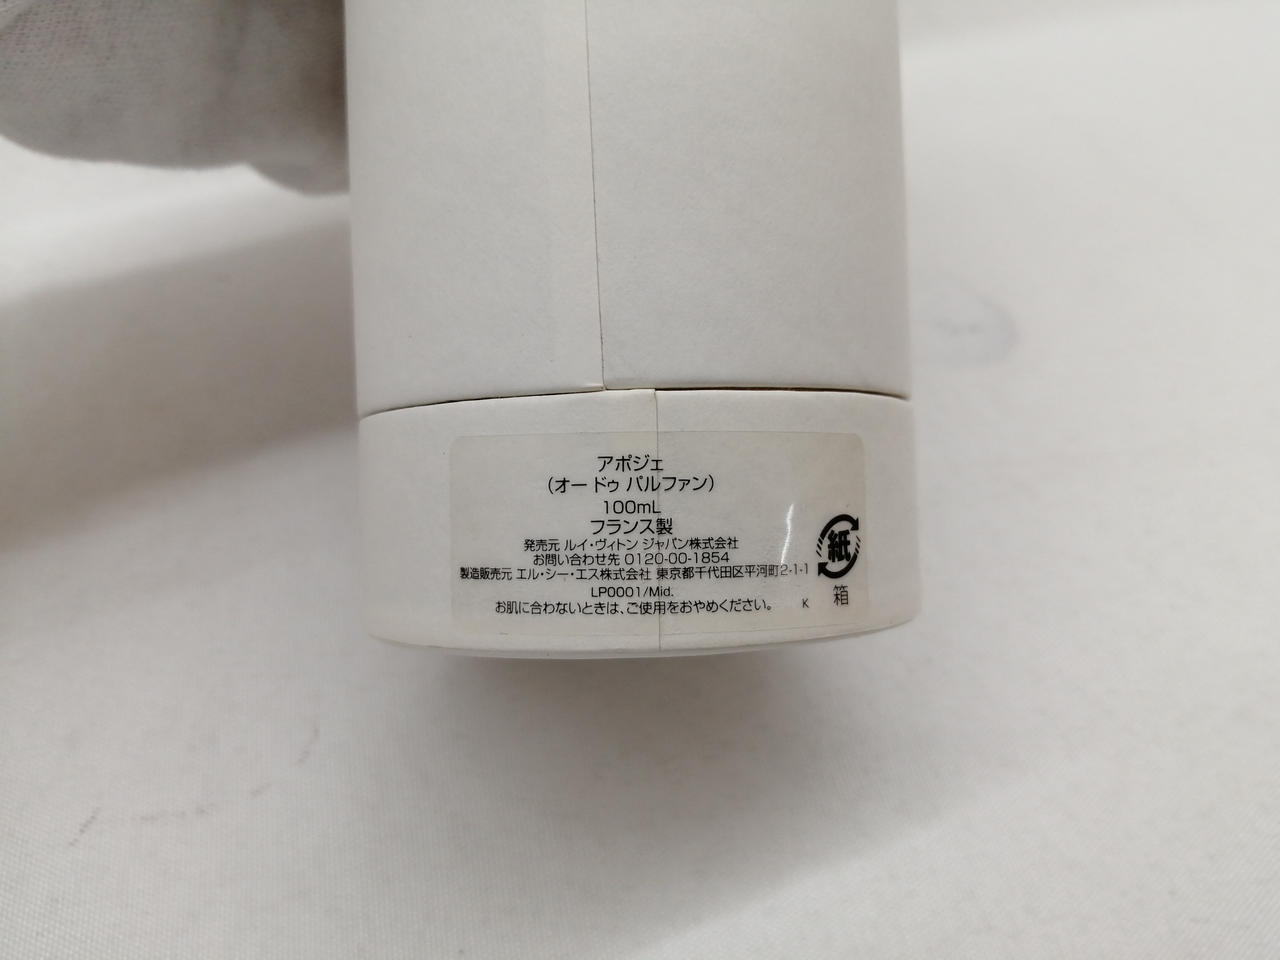 アポジェ
（オー ドゥ パルファン）
100mL
フランス製
発売元 ルイ・ヴィトン ジャパン株式会社
お問い合わせ先 0120-00-1854
製造販売元 エル・シー・エス株式会社 東京都千代田区平河町2-1-1
LP0001/Mid.
お肌に合わないときは、ご使用をおやめください。 K
紙
箱